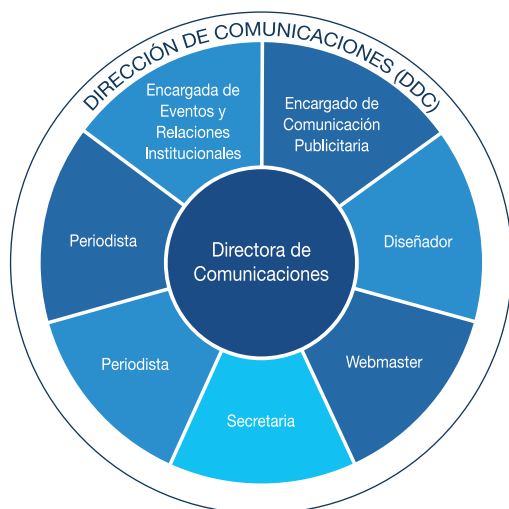 DIRECCIÓN DE COMUNICACIONES (DDC)
Encargada de
Eventos y
Relaciones
Institucionales
Encargado de
Comunicación
Publicitaria
Periodista
Directora de
Comunicaciones
Diseñador
Periodista
Webmaster
Secretaria